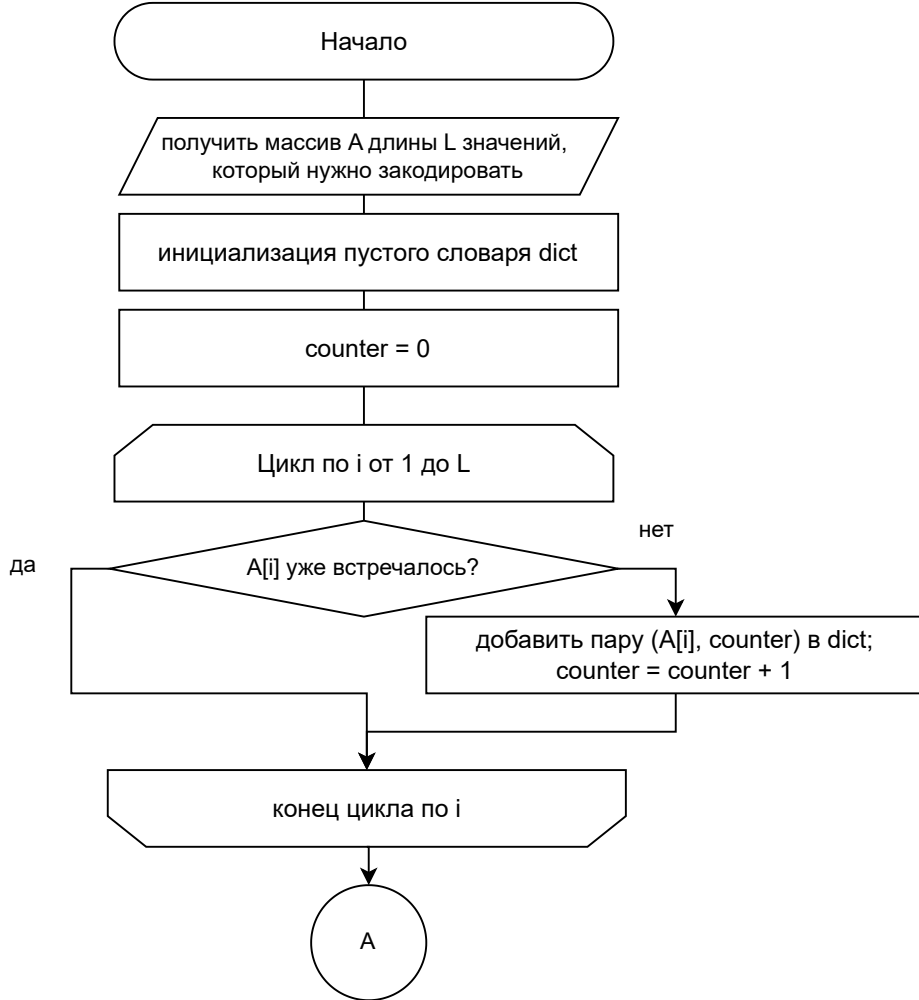 Начало
получить массив A длины L значений,
который нужно закодировать
инициализация пустого словаря dict
counter = 0
Цикл по i от 1 до L
нет
да
A[i] уже встречалось?
добавить пару (A[i], counter) в dict;
counter = counter + 1
конец цикла по i
A